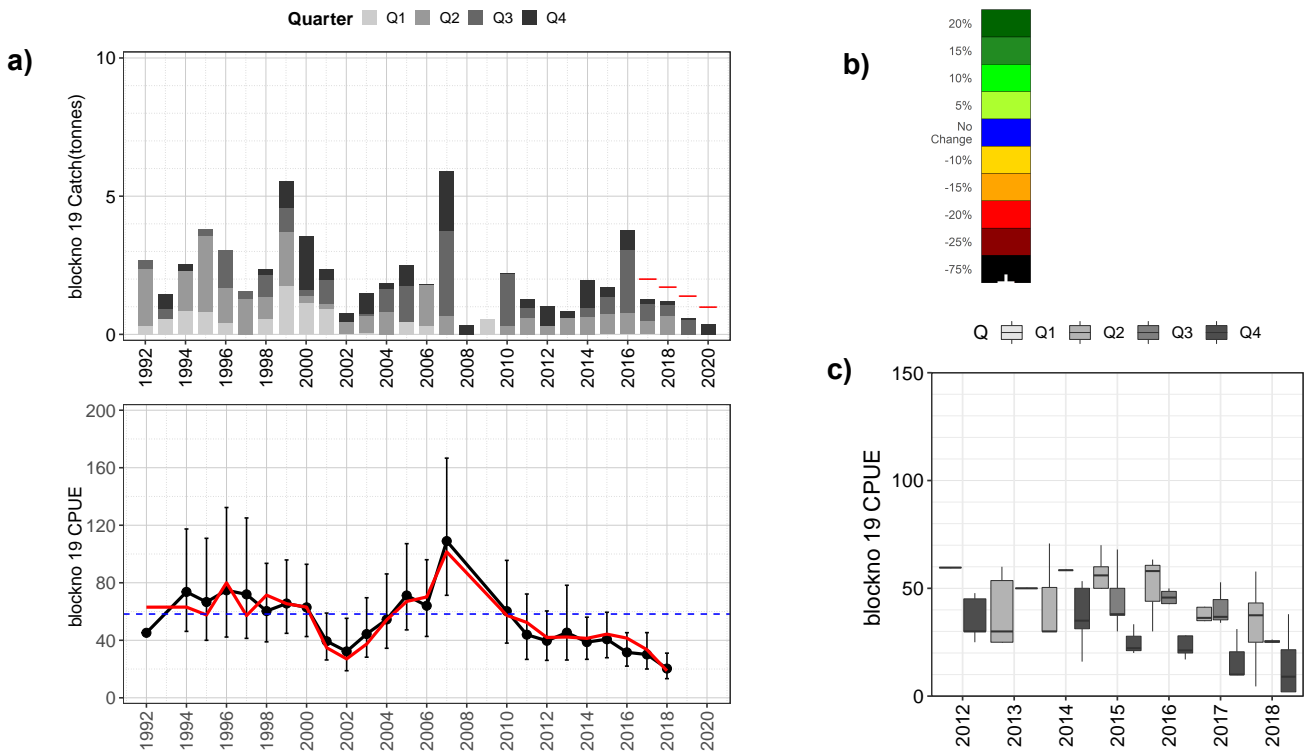 Quarter Q1 Q2 Q3 Q4
a)
blockno 19 Catch(tonnes)
10
5
0
1992 1994 1996 1998 2000 2002 2004 2006 2008 2010 2012 2014 2016 2018 2020
blockno 19 CPUE
200
160
120
80
40
0
1992 1994 1996 1998 2000 2002 2004 2006 2008 2010 2012 2014 2016 2018 2020
b)
20%
15%
10%
5%
No
Change
-10%
-15%
-20%
-25%
-75%
Q Q1 Q2 Q3 Q4
c)
blockno 19 CPUE
150
100
50
0
2012 2013 2014 2015 2016 2017 2018